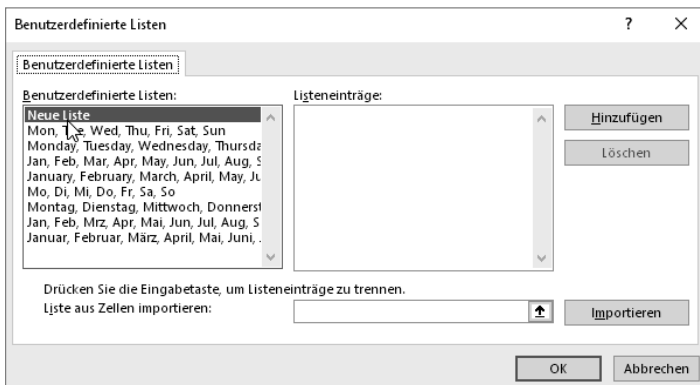 Benutzerdefinierte Listen
Benutzerdefinierte Listen
Benutzerdefinierte Listen:
Neue Liste
Mon, Tue, Wed, Thu, Fri, Sat, Sun
Monday, Tuesday, Wednesday, Thursda
Jan, Feb, Mar, Apr, May, Jun, Jul, Aug, S
January, February, March, April, May, Ju
Mo, Di, Mi, Do, Fr, Sa, So
Montag, Dienstag, Mittwoch, Donnerst
Jan, Feb, Mrz, Apr, Mai, Jun, Jul, Aug, S
Januar, Februar, März, April, Mai, Juni, .
Listeneinträge:
Hinzufügen
Löschen
Drücken Sie die Eingabetaste, um Listeneinträge zu trennen.
Liste aus Zellen importieren:
Importieren
OK
Abbrechen